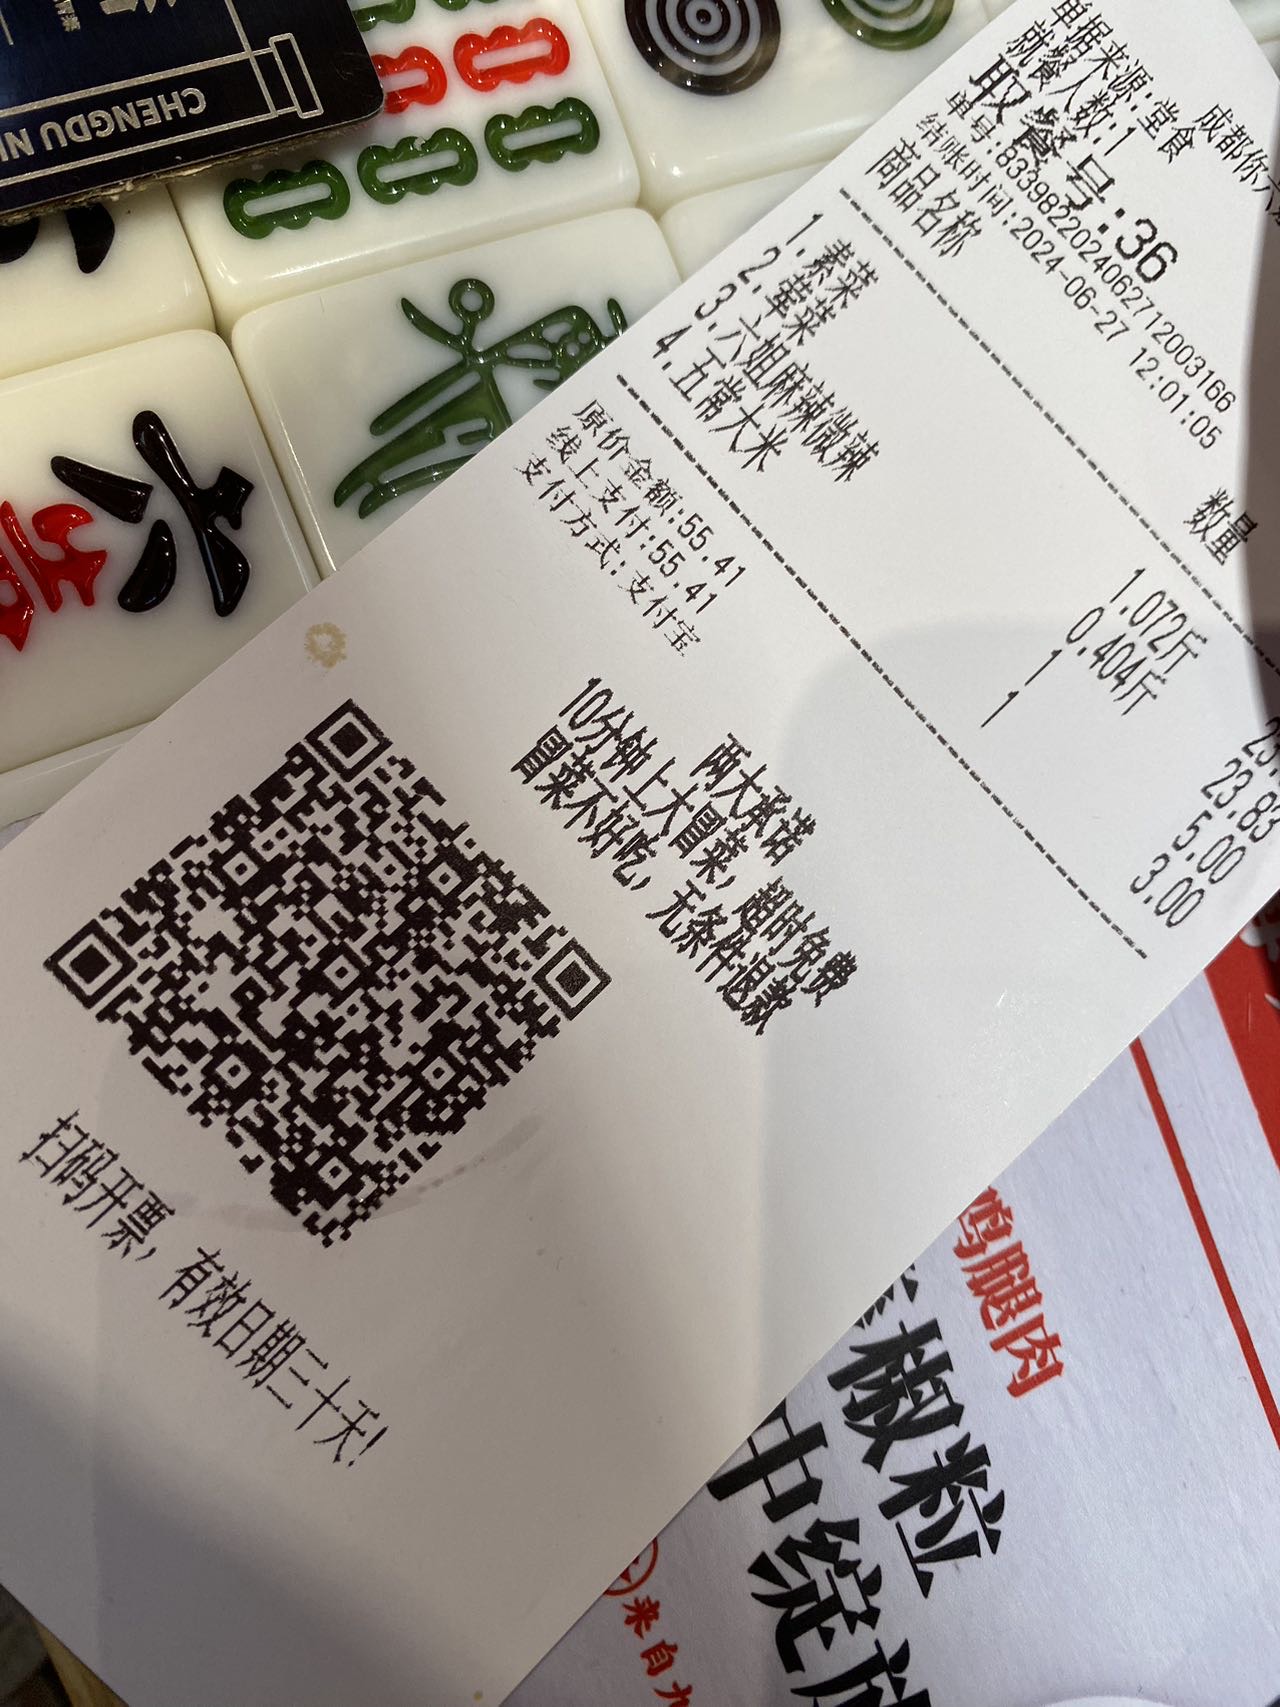 CHENGDU
成都你六
单据来源:堂食
就餐人数:1
取餐号:36
单号:8339822024062712003166
结账时间:2024-06-27 12:01:05
商品名称 数量
1.素菜 1.072斤
2.荤菜 0.404斤 23.83
3.六姐麻辣微辣 1 5.00
4.五常大米 1 3.00
原价金额:55.41
线上支付:55.41
支付方式:支付宝
两大承诺
10分钟上大冒菜,超时免费
冒菜不好吃,无条件退款
扫码开票,有效日期三十天!
鸡腿肉
椒粒
中绽放
来自九